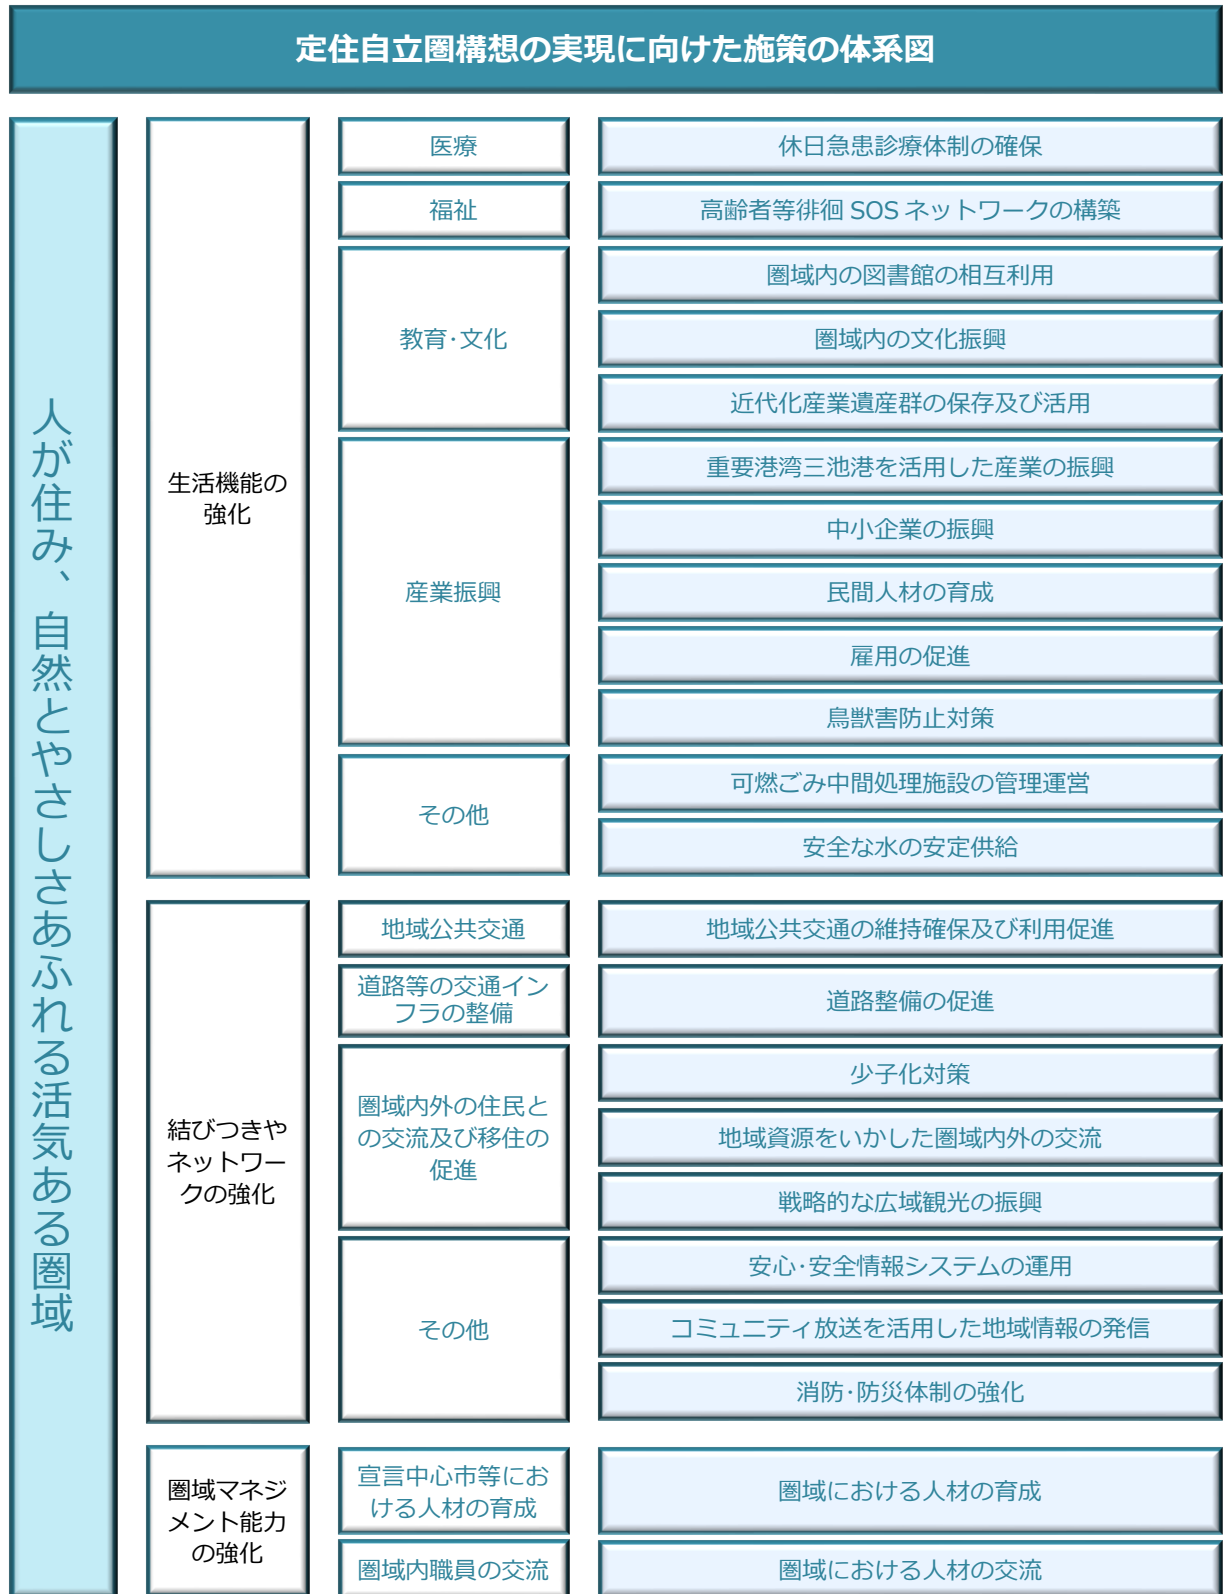 定住自立圏構想の実現に向けた施策の体系図
人が住み、自然とやさしさあふれる活気ある圏域
生活機能の
強化
医療
休日急患診療体制の確保
福祉
高齢者等徘徊 SOS ネットワークの構築
教育･文化
圏域内の図書館の相互利用
圏域内の文化振興
近代化産業遺産群の保存及び活用
産業振興
重要港湾三池港を活用した産業の振興
中小企業の振興
民間人材の育成
雇用の促進
鳥獣害防止対策
その他
可燃ごみ中間処理施設の管理運営
安全な水の安定供給
結びつきや
ネットワー
クの強化
地域公共交通
地域公共交通の維持確保及び利用促進
道路等の交通イン
フラの整備
道路整備の促進
圏域内外の住民と
の交流及び移住の
促進
少子化対策
地域資源をいかした圏域内外の交流
戦略的な広域観光の振興
その他
安心･安全情報システムの運用
コミュニティ放送を活用した地域情報の発信
消防･防災体制の強化
圏域マネジ
メント能力
の強化
宣言中心市等にお
ける人材の育成
圏域における人材の育成
圏域内職員の交流
圏域における人材の交流